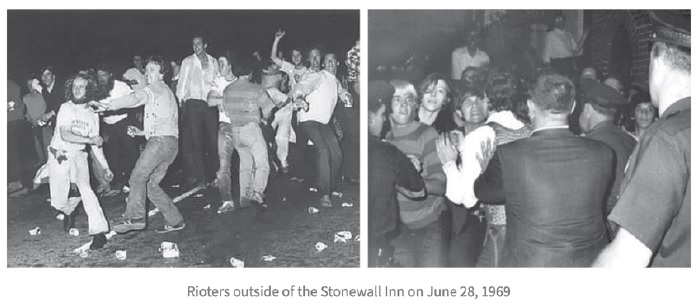 Rioters outside of the Stonewall Inn on June 28, 1969